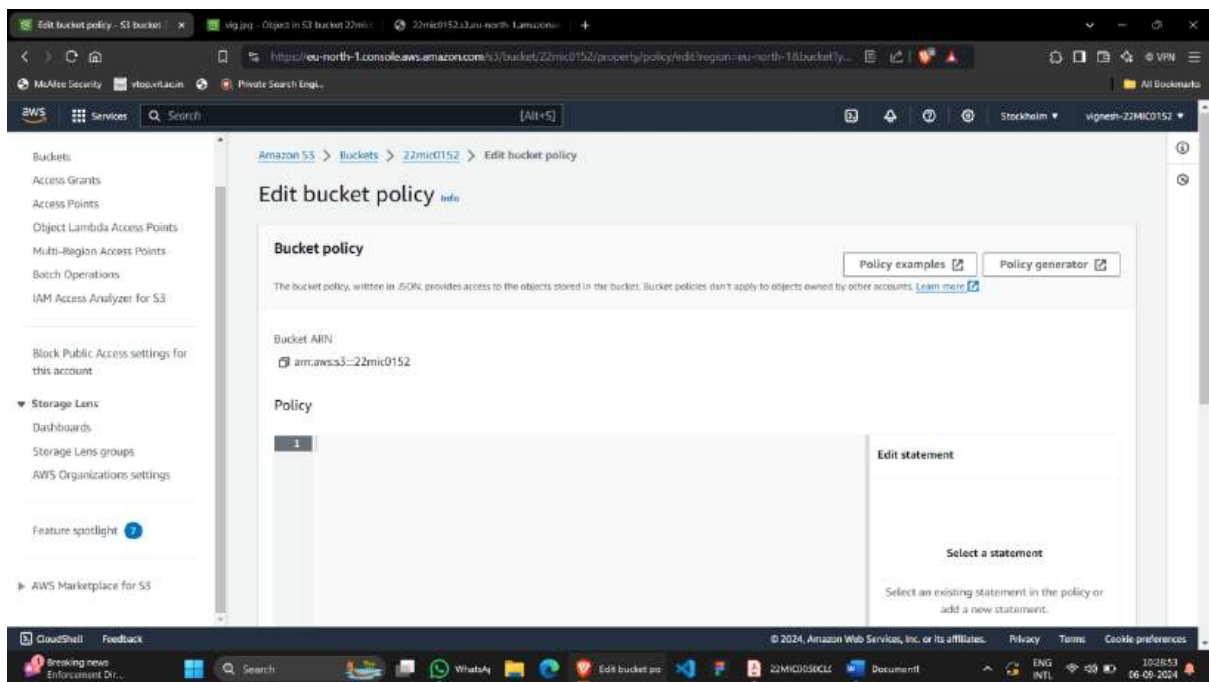 Edit bucket policy - S3 bucket
vig.jpg - Object in S3 bucket 22mic
22mic0152.s3.eu-north-1.amazona
https://eu-north-1.console.aws.amazon.com/s3/bucket/22mic0152/property/policy/edit?region=eu-north-1&bucketTy...
VPN
McAfee Security
vtop.vit.ac.in
Private Search Engi...
All Bookmarks
aws
Services
Search
[Alt+S]
Stockholm
vignesh-22MIC0152
Buckets
Access Grants
Access Points
Object Lambda Access Points
Multi-Region Access Points
Batch Operations
IAM Access Analyzer for S3
Block Public Access settings for
this account
Storage Lens
Dashboards
Storage Lens groups
AWS Organizations settings
Feature spotlight 7
AWS Marketplace for S3
Amazon S3 > Buckets > 22mic0152 > Edit bucket policy
Edit bucket policy Info
Bucket policy
Policy examples
Policy generator
The bucket policy, written in JSON, provides access to the objects stored in the bucket. Bucket policies don't apply to objects owned by other accounts. Learn more
Bucket ARN
arn:aws:s3:::22mic0152
Policy
1
Edit statement
Select a statement
Select an existing statement in the policy or
add a new statement.
CloudShell
Feedback
© 2024, Amazon Web Services, Inc. or its affiliates.
Privacy
Terms
Cookie preferences
Breaking news
Enforcement Dir...
Search
WhatsAp
Edit bucket po
Document1
ENG
INTL
10:28:53
06-09-2024